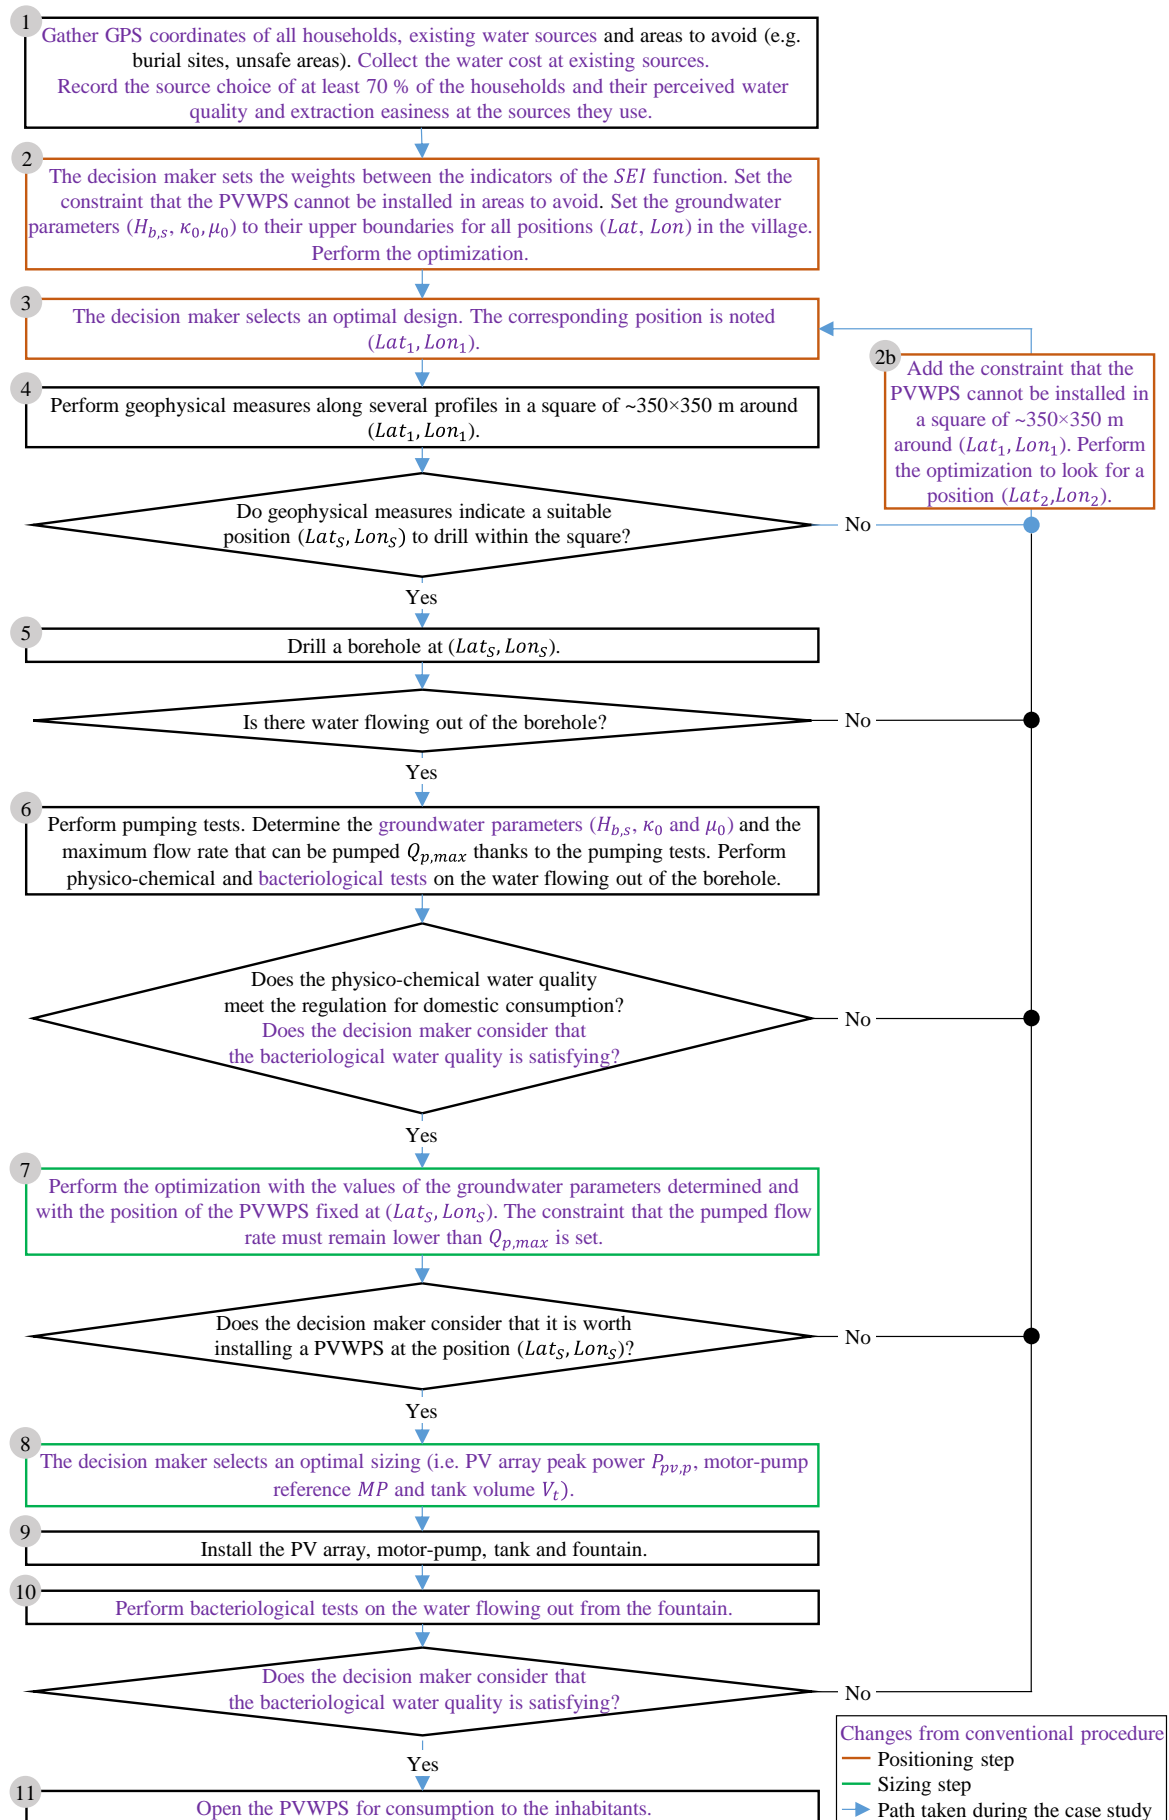 1
Gather GPS coordinates of all households, existing water sources and areas to avoid (e.g.
burial sites, unsafe areas). Collect the water cost at existing sources.
Record the source choice of at least 70 % of the households and their perceived water
quality and extraction easiness at the sources they use.
2
The decision maker sets the weights between the indicators of the SEI function. Set the
constraint that the PVWPS cannot be installed in areas to avoid. Set the groundwater
parameters (H_{b,s}, κ_0, μ_0) to their upper boundaries for all positions (Lat, Lon) in the village.
Perform the optimization.
3
The decision maker selects an optimal design. The corresponding position is noted
(Lat_1, Lon_1).
2b
Add the constraint that the
PVWPS cannot be installed in
a square of ~350×350 m
around (Lat_1, Lon_1). Perform
the optimization to look for a
position (Lat_2,Lon_2).
4
Perform geophysical measures along several profiles in a square of ~350×350 m around
(Lat_1, Lon_1).
Do geophysical measures indicate a suitable
position (Lat_S, Lon_S) to drill within the square?
No
Yes
5
Drill a borehole at (Lat_S, Lon_S).
Is there water flowing out of the borehole?
No
Yes
6
Perform pumping tests. Determine the groundwater parameters (H_{b,s}, κ_0 and μ_0) and the
maximum flow rate that can be pumped Q_{p,max} thanks to the pumping tests. Perform
physico-chemical and bacteriological tests on the water flowing out of the borehole.
Does the physico-chemical water quality
meet the regulation for domestic consumption?
Does the decision maker consider that
the bacteriological water quality is satisfying?
No
Yes
7
Perform the optimization with the values of the groundwater parameters determined and
with the position of the PVWPS fixed at (Lat_S, Lon_S). The constraint that the pumped flow
rate must remain lower than Q_{p,max} is set.
Does the decision maker consider that it is worth
installing a PVWPS at the position (Lat_S, Lon_S)?
No
Yes
8
The decision maker selects an optimal sizing (i.e. PV array peak power P_{pv,p}, motor-pump
reference MP and tank volume V_t).
9
Install the PV array, motor-pump, tank and fountain.
10
Perform bacteriological tests on the water flowing out from the fountain.
Does the decision maker consider that
the bacteriological water quality is satisfying?
No
Yes
11
Open the PVWPS for consumption to the inhabitants.
Changes from conventional procedure
Positioning step
Sizing step
Path taken during the case study